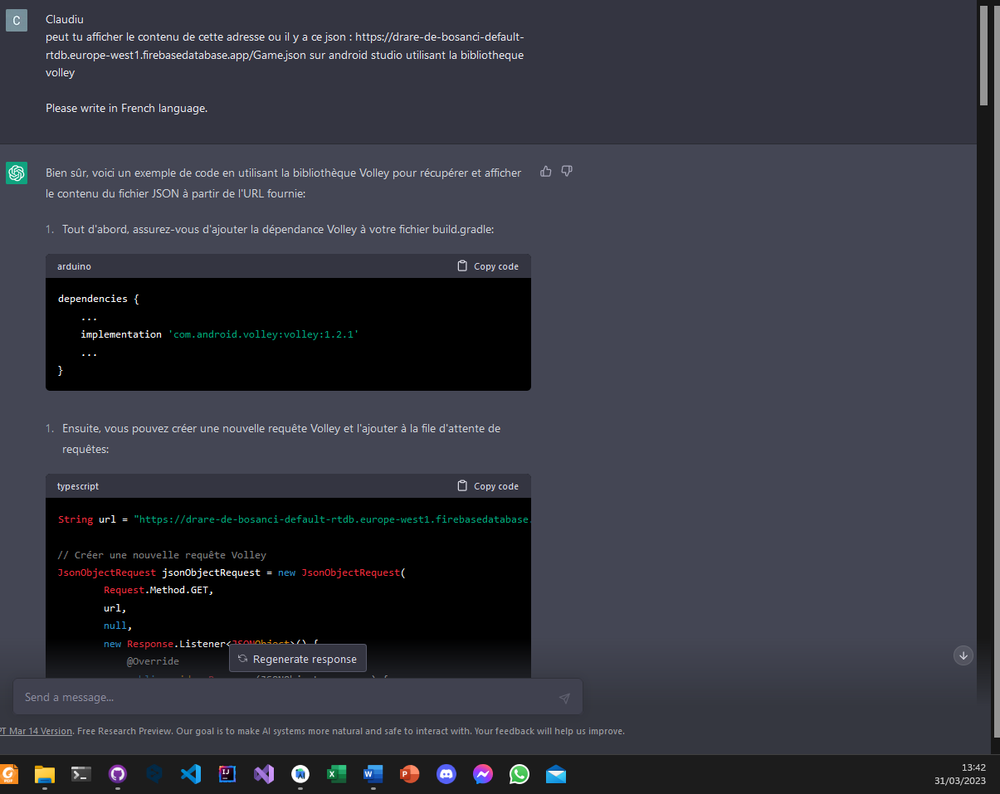 C
Claudiu
peut tu afficher le contenu de cette adresse ou il y a ce json : https://drare-de-bosanci-default-
rtdb.europe-west1.firebasedatabase.app/Game.json sur android studio utilisant la bibliotheque
volley
Please write in French language.
Bien sûr, voici un exemple de code en utilisant la bibliothèque Volley pour récupérer et afficher
le contenu du fichier JSON à partir de l'URL fournie:
1. Tout d'abord, assurez-vous d'ajouter la dépendance Volley à votre fichier build.gradle:
arduino
Copy code
dependencies {
...
implementation 'com.android.volley:volley:1.2.1'
...
}
1. Ensuite, vous pouvez créer une nouvelle requête Volley et l'ajouter à la file d'attente de
requêtes:
typescript
Copy code
String url = "https://drare-de-bosanci-default-rtdb.europe-west1.firebasedatabase.
// Créer une nouvelle requête Volley
JsonObjectRequest jsonObjectRequest = new JsonObjectRequest(
Request.Method.GET,
url,
null,
new Response.Listener<JSONObject>() {
@Override
Regenerate response
Send a message...
PT Mar 14 Version. Free Research Preview. Our goal is to make AI systems more natural and safe to interact with. Your feedback will help us improve.
13:42
31/03/2023